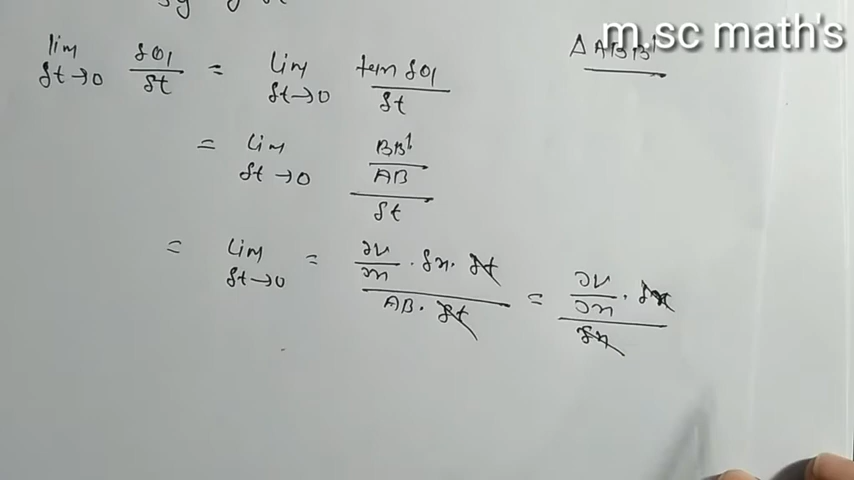 m.sc math's
Δ ABB'
lim δt→0 δθ1/δt = lim δt→0 tan δθ1/δt
= lim δt→0 BB'/AB/δt
= lim δt→0 = ∂v/∂x · δx · δt/AB · δt = ∂v/∂x · δx/δx